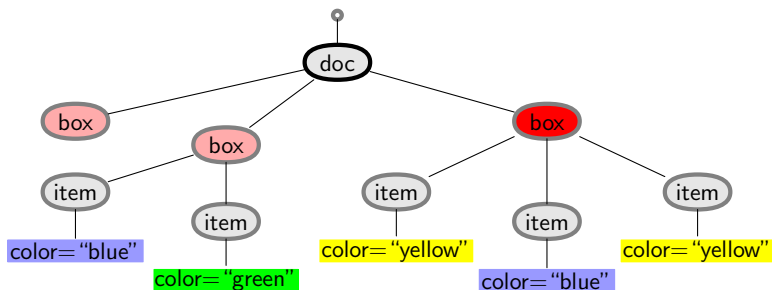 doc
box
box
box
item
item
item
item
item
color=“blue”
color=“green”
color=“yellow”
color=“blue”
color=“yellow”